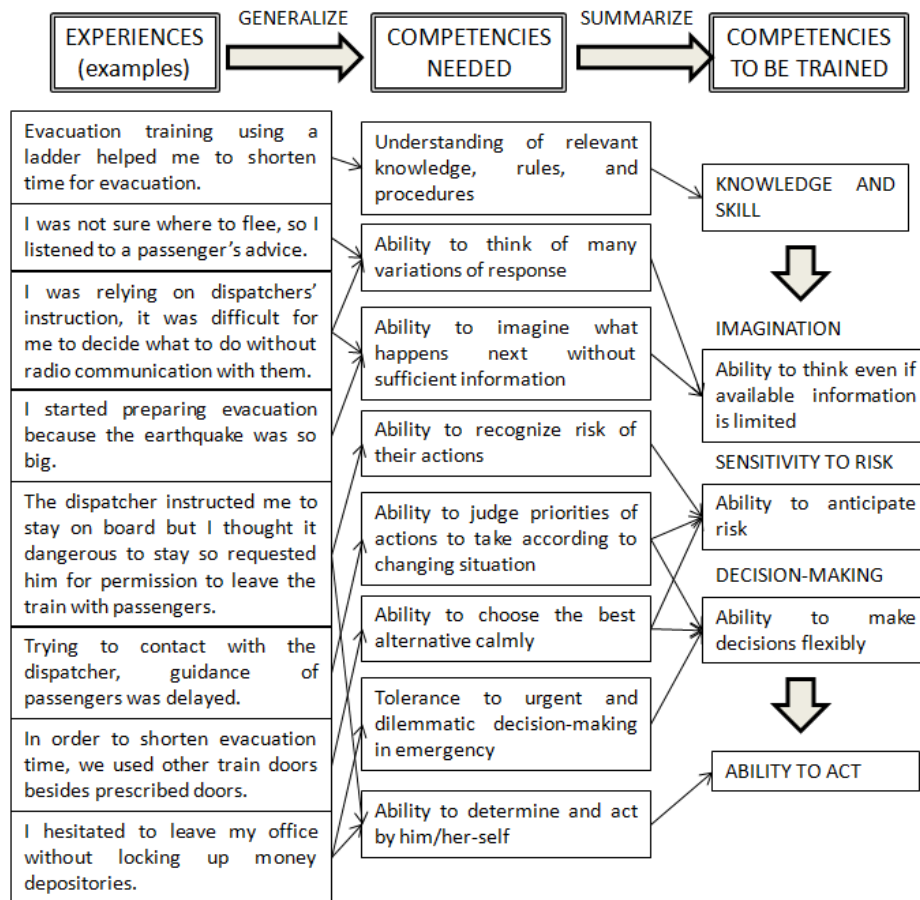 GENERALIZE
SUMMARIZE
EXPERIENCES
(examples)
COMPETENCIES
NEEDED
COMPETENCIES
TO BE TRAINED
Evacuation training using a
ladder helped me to shorten
time for evacuation.
I was not sure where to flee, so I
listened to a passenger's advice.
I was relying on dispatchers'
instruction, it was difficult for
me to decide what to do without
radio communication with them.
I started preparing evacuation
because the earthquake was so
big.
The dispatcher instructed me to
stay on board but I thought it
dangerous to stay so requested
him for permission to leave the
train with passengers.
Trying to contact with the
dispatcher, guidance of
passengers was delayed.
In order to shorten evacuation
time, we used other train doors
besides prescribed doors.
I hesitated to leave my office
without locking up money
depositories.
Understanding of relevant
knowledge, rules, and
procedures
Ability to think of many
variations of response
Ability to imagine what
happens next without
sufficient information
Ability to recognize risk of
their actions
Ability to judge priorities of
actions to take according to
changing situation
Ability to choose the best
alternative calmly
Tolerance to urgent and
dilemmatic decision-making
in emergency
Ability to determine and act
by him/her-self
KNOWLEDGE AND
SKILL
IMAGINATION
Ability to think even if
available information
is limited
SENSITIVITY TO RISK
Ability to anticipate
risk
DECISION-MAKING
Ability to make
decisions flexibly
ABILITY TO ACT